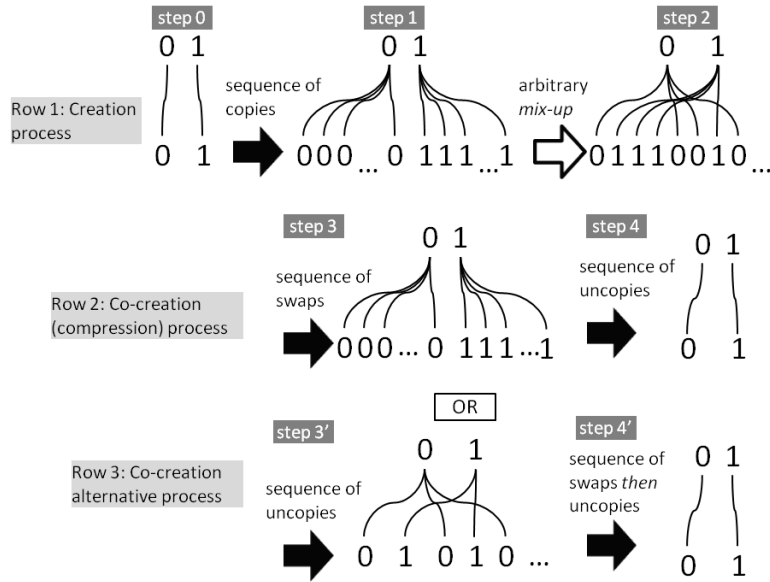 step 0
step 1
step 2
0 1
0 1
0 1
Row 1: Creation
process
sequence of
copies
arbitrary
mix-up
0 1
000... 0 111...1
01110010 ...
step 3
step 4
0 1
0 1
Row 2: Co-creation
(compression) process
sequence of
swaps
sequence of
uncopies
000... 0 111...1
0 1
OR
step 3'
step 4'
0 1
0 1
Row 3: Co-creation
alternative process
sequence of
uncopies
sequence of
swaps then
uncopies
0 1 0 1 0 ...
0 1